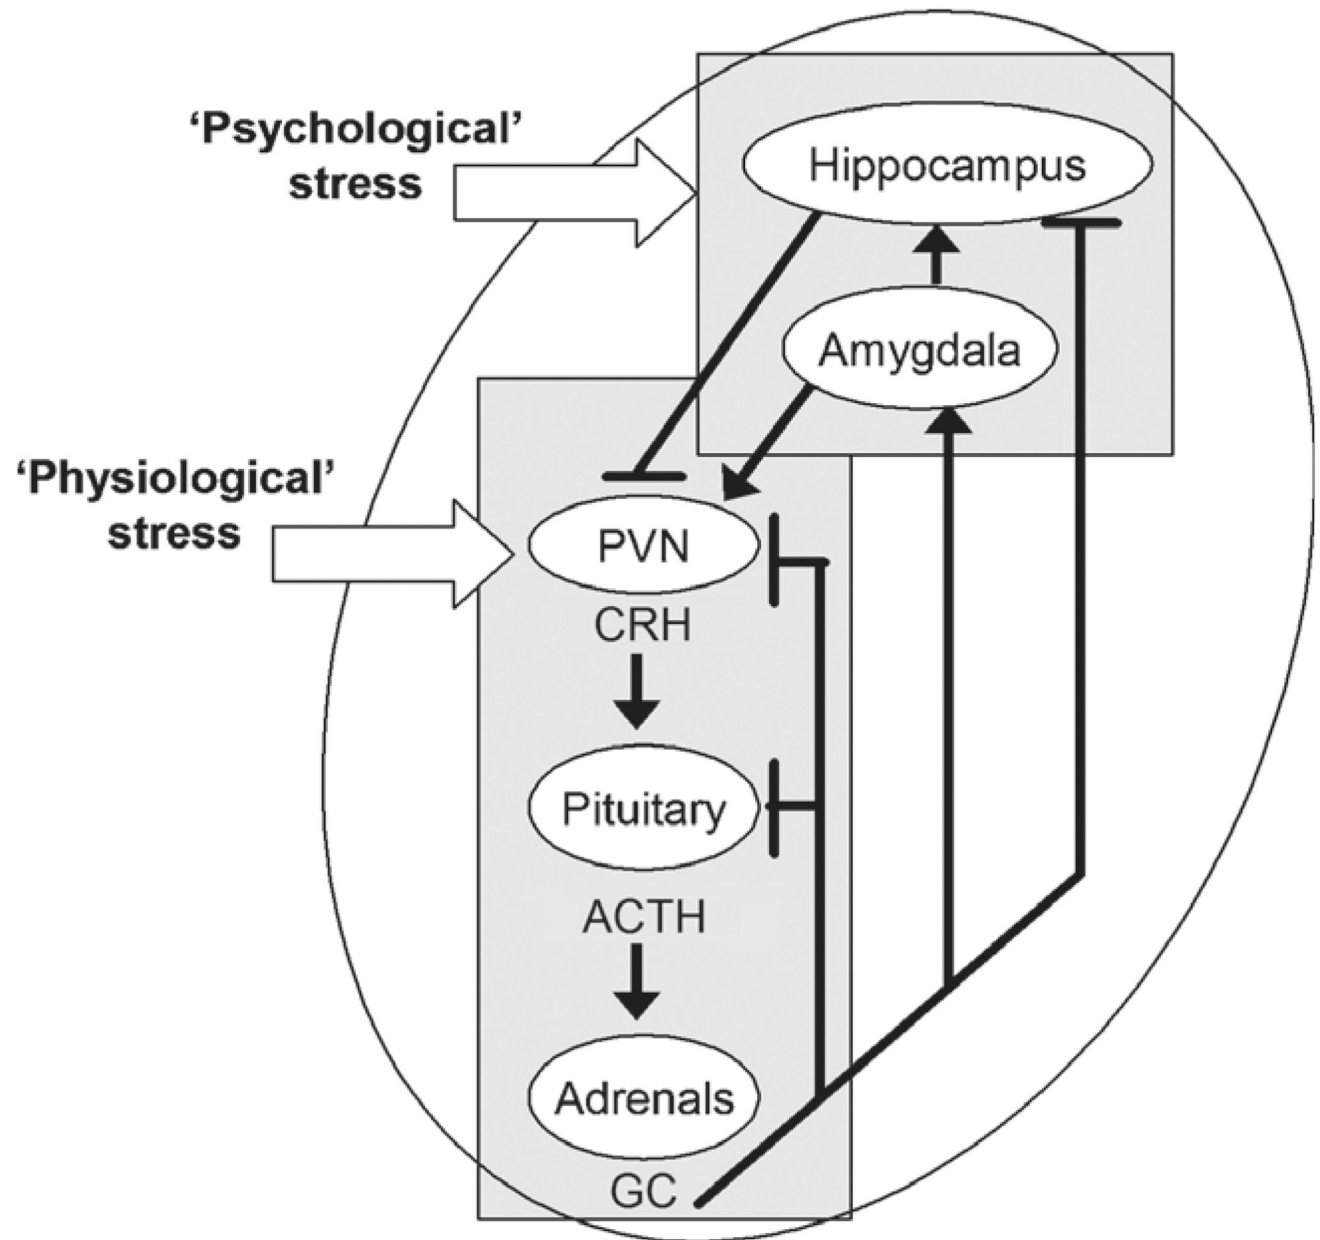 ‘Psychological’
stress
Hippocampus
Amygdala
‘Physiological’
stress
PVN
CRH
Pituitary
ACTH
Adrenals
GC